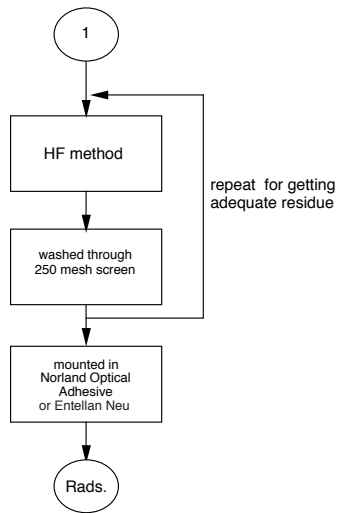 1
HF method
repeat for getting
adequate residue
washed through
250 mesh screen
mounted in
Norland Optical
Adhesive
or Entellan Neu
Rads.